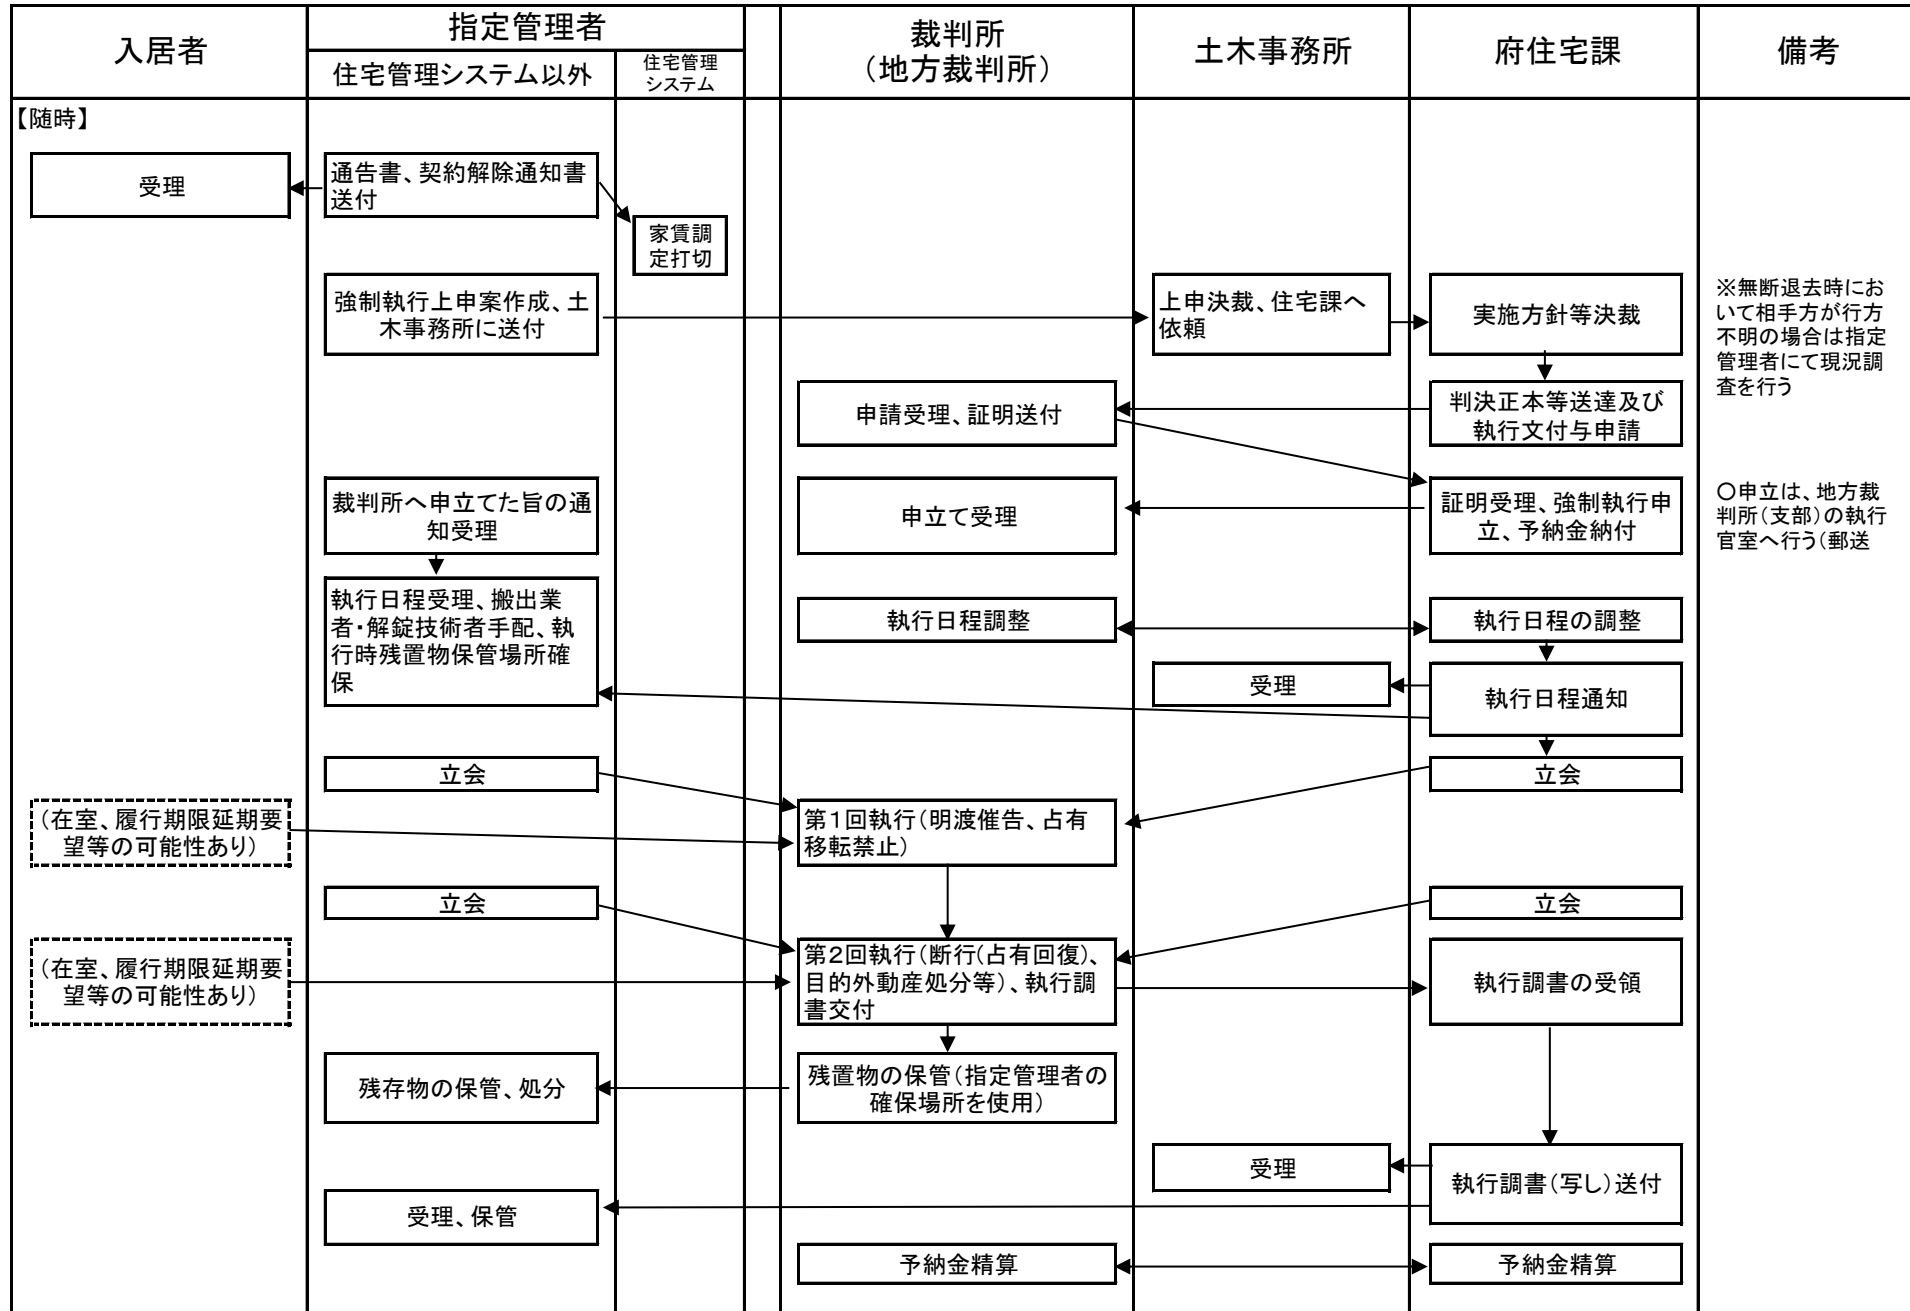 入居者
指定管理者
住宅管理システム以外
住宅管理
システム
裁判所
（地方裁判所）
土木事務所
府住宅課
備考
【随時】
受理
通告書、契約解除通知書
送付
家賃調
定打切
強制執行上申案作成、土
木事務所に送付
上申決裁、住宅課へ
依頼
実施方針等決裁
※無断退去時にお
いて相手方が行方
不明の場合は指定
管理者にて現況調
査を行う
申請受理、証明送付
判決正本等送達及び
執行文付与申請
裁判所へ申立てた旨の通
知受理
申立て受理
証明受理、強制執行申
立、予納金納付
〇申立は、地方裁
判所（支部）の執行
官室へ行う（郵送
執行日程受理、搬出業
者・解錠技術者手配、執
行時残置物保管場所確
保
執行日程調整
執行日程の調整
受理
執行日程通知
立会
立会
（在室、履行期限延期要
望等の可能性あり）
第１回執行（明渡催告、占有
移転禁止）
立会
立会
（在室、履行期限延期要
望等の可能性あり）
第２回執行（断行(占有回復)、
目的外動産処分等）、執行調
書交付
執行調書の受領
残存物の保管、処分
残置物の保管（指定管理者の
確保場所を使用）
受理
執行調書（写し）送付
受理、保管
予納金精算
予納金精算